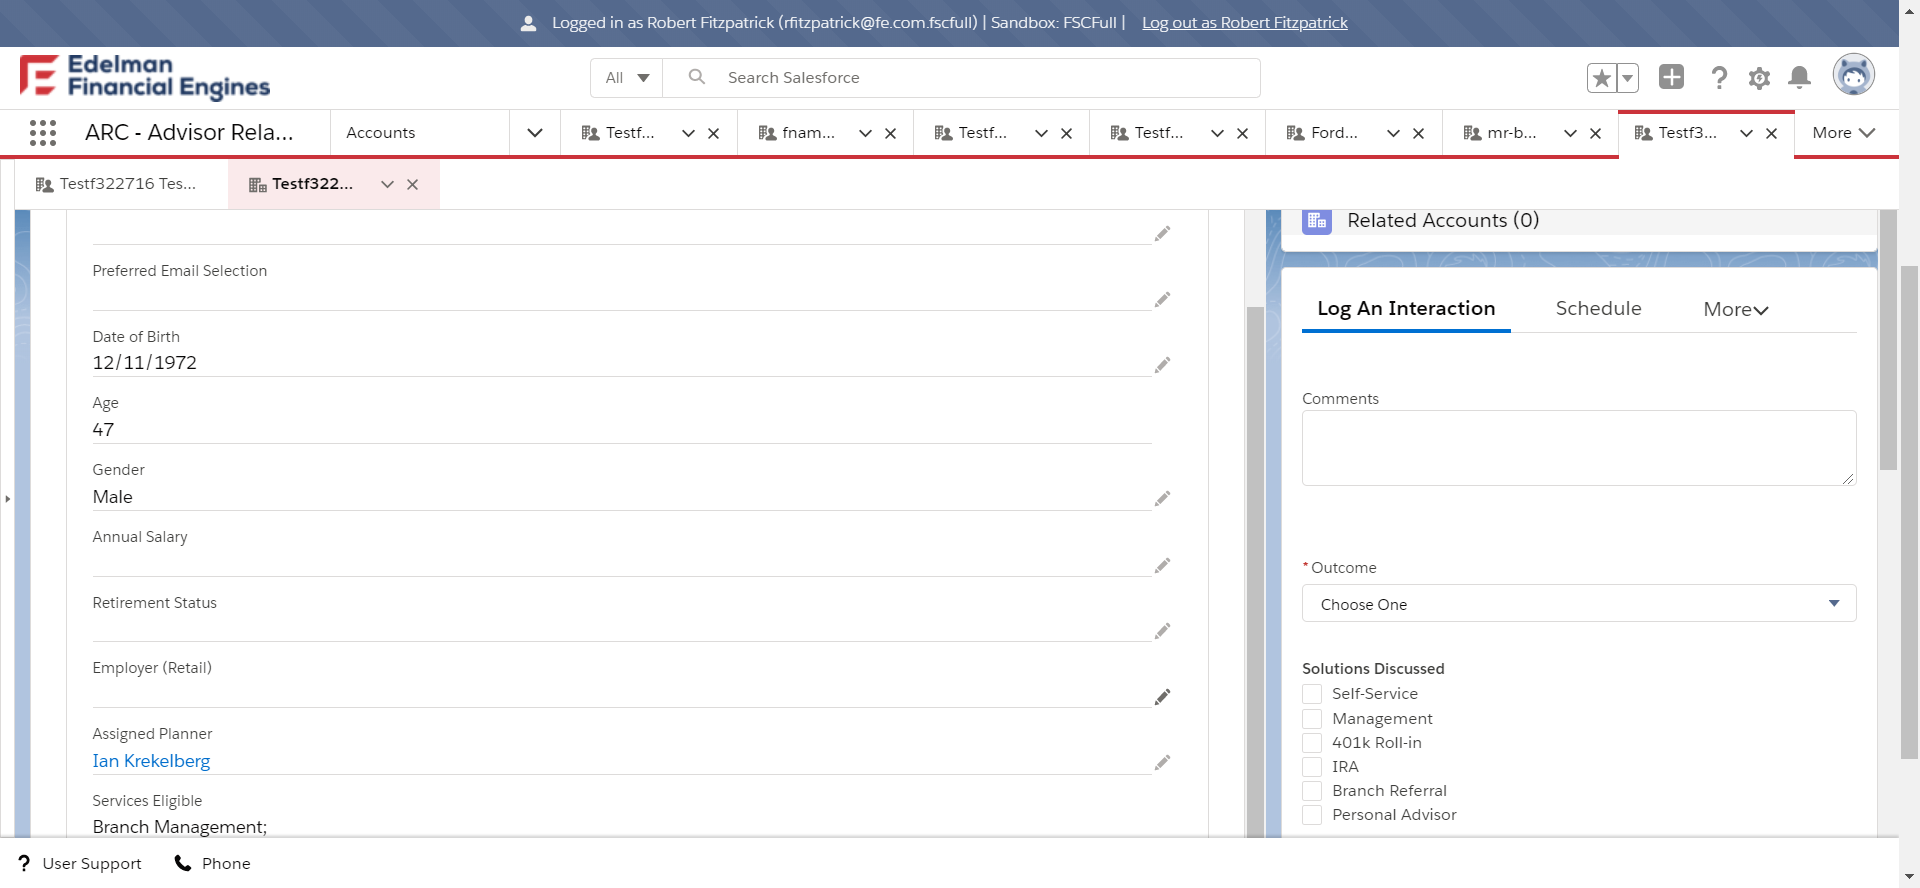 Logged in as Robert Fitzpatrick (rfitzpatrick@fe.com.fscfull) | Sandbox: FSCFull | Log out as Robert Fitzpatrick
Edelman
Financial Engines
All
Search Salesforce
ARC - Advisor Rela...
Accounts
Testf...
fnam...
Testf...
Testf...
Ford...
mr-b...
Testf3...
More
Testf322716 Tes...
Testf322...
Preferred Email Selection
Date of Birth
12/11/1972
Age
47
Gender
Male
Annual Salary
Retirement Status
Employer (Retail)
Assigned Planner
Ian Krekelberg
Services Eligible
Branch Management;
Related Accounts (0)
Log An Interaction
Schedule
More
Comments
*Outcome
Choose One
Solutions Discussed
Self-Service
Management
401k Roll-in
IRA
Branch Referral
Personal Advisor
? User Support
Phone